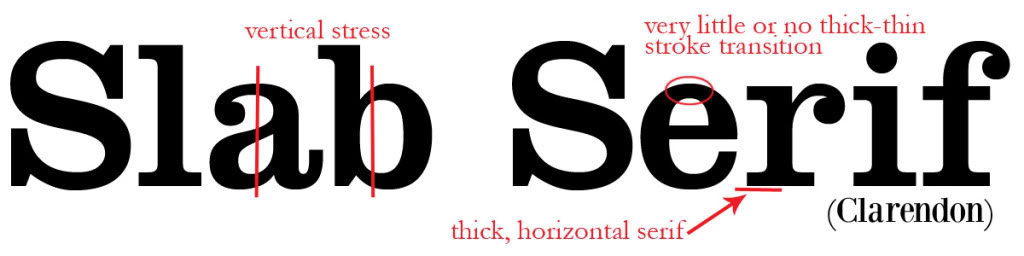 vertical stress
very little or no thick-thin
stroke transition
Slab Serif
(Clarendon)
thick, horizontal serif